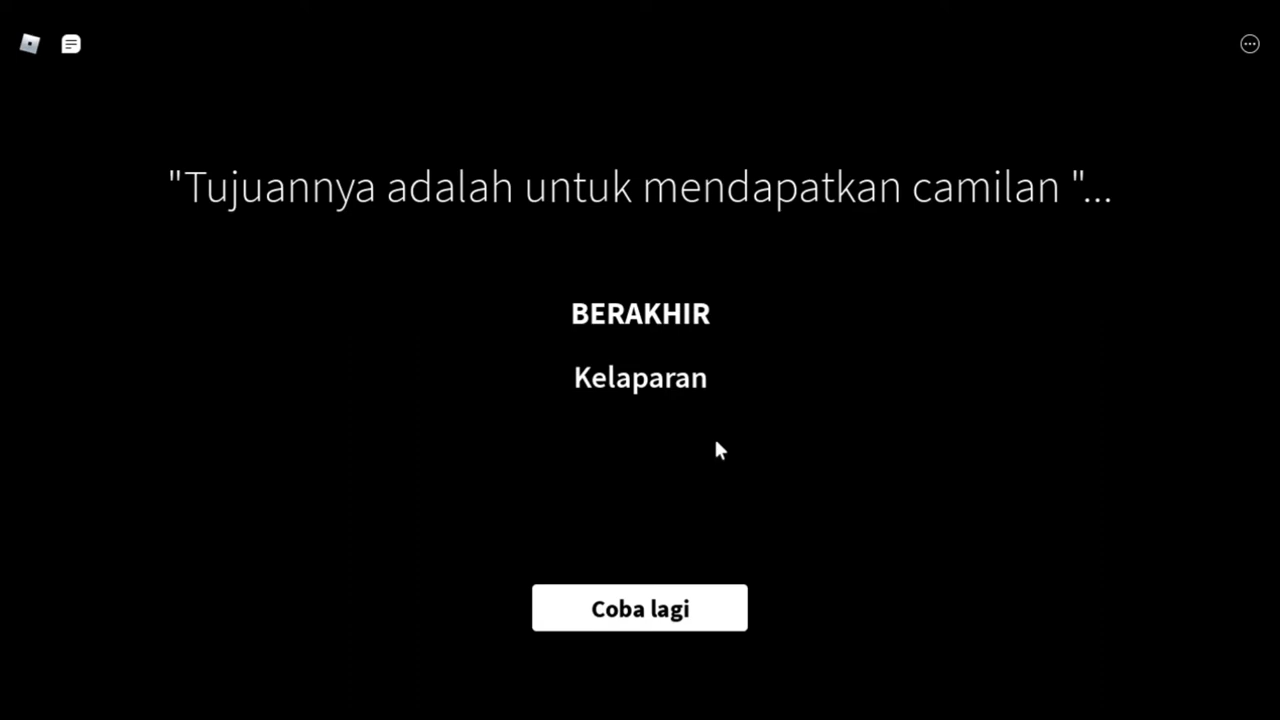 "Tujuannya adalah untuk mendapatkan camilan "...
BERAKHIR
Kelaparan
Coba lagi